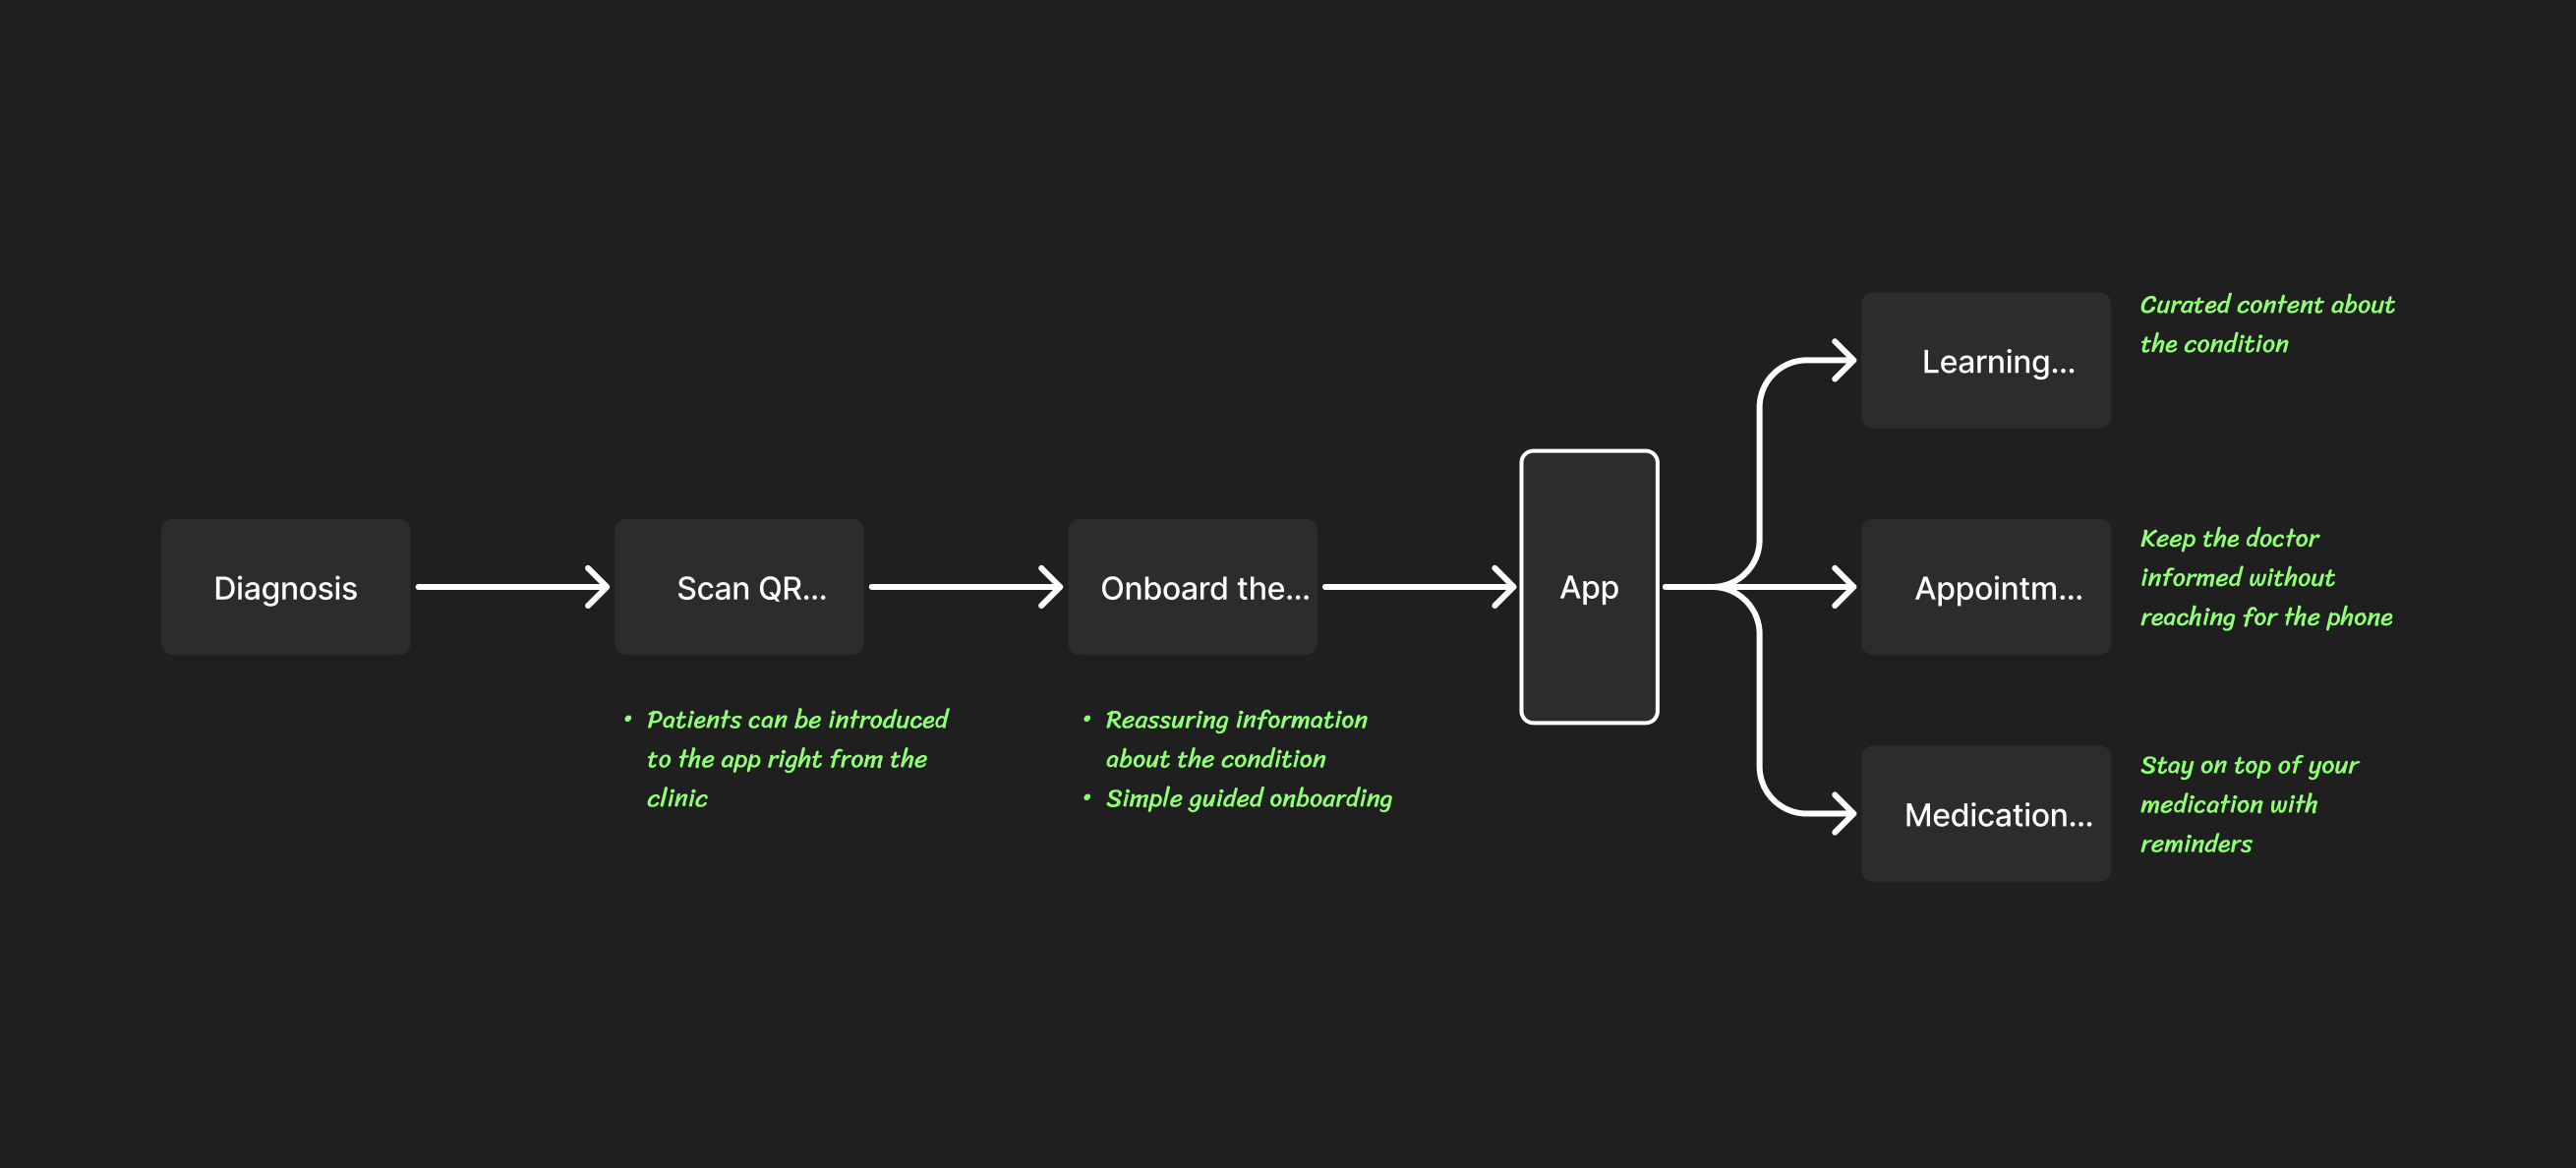 Diagnosis
Scan QR...
• Patients can be introduced
to the app right from the
clinic
Onboard the...
• Reassuring information
about the condition
• Simple guided onboarding
App
Learning...
Curated content about
the condition
Appointm...
Keep the doctor
informed without
reaching for the phone
Medication...
Stay on top of your
medication with
reminders